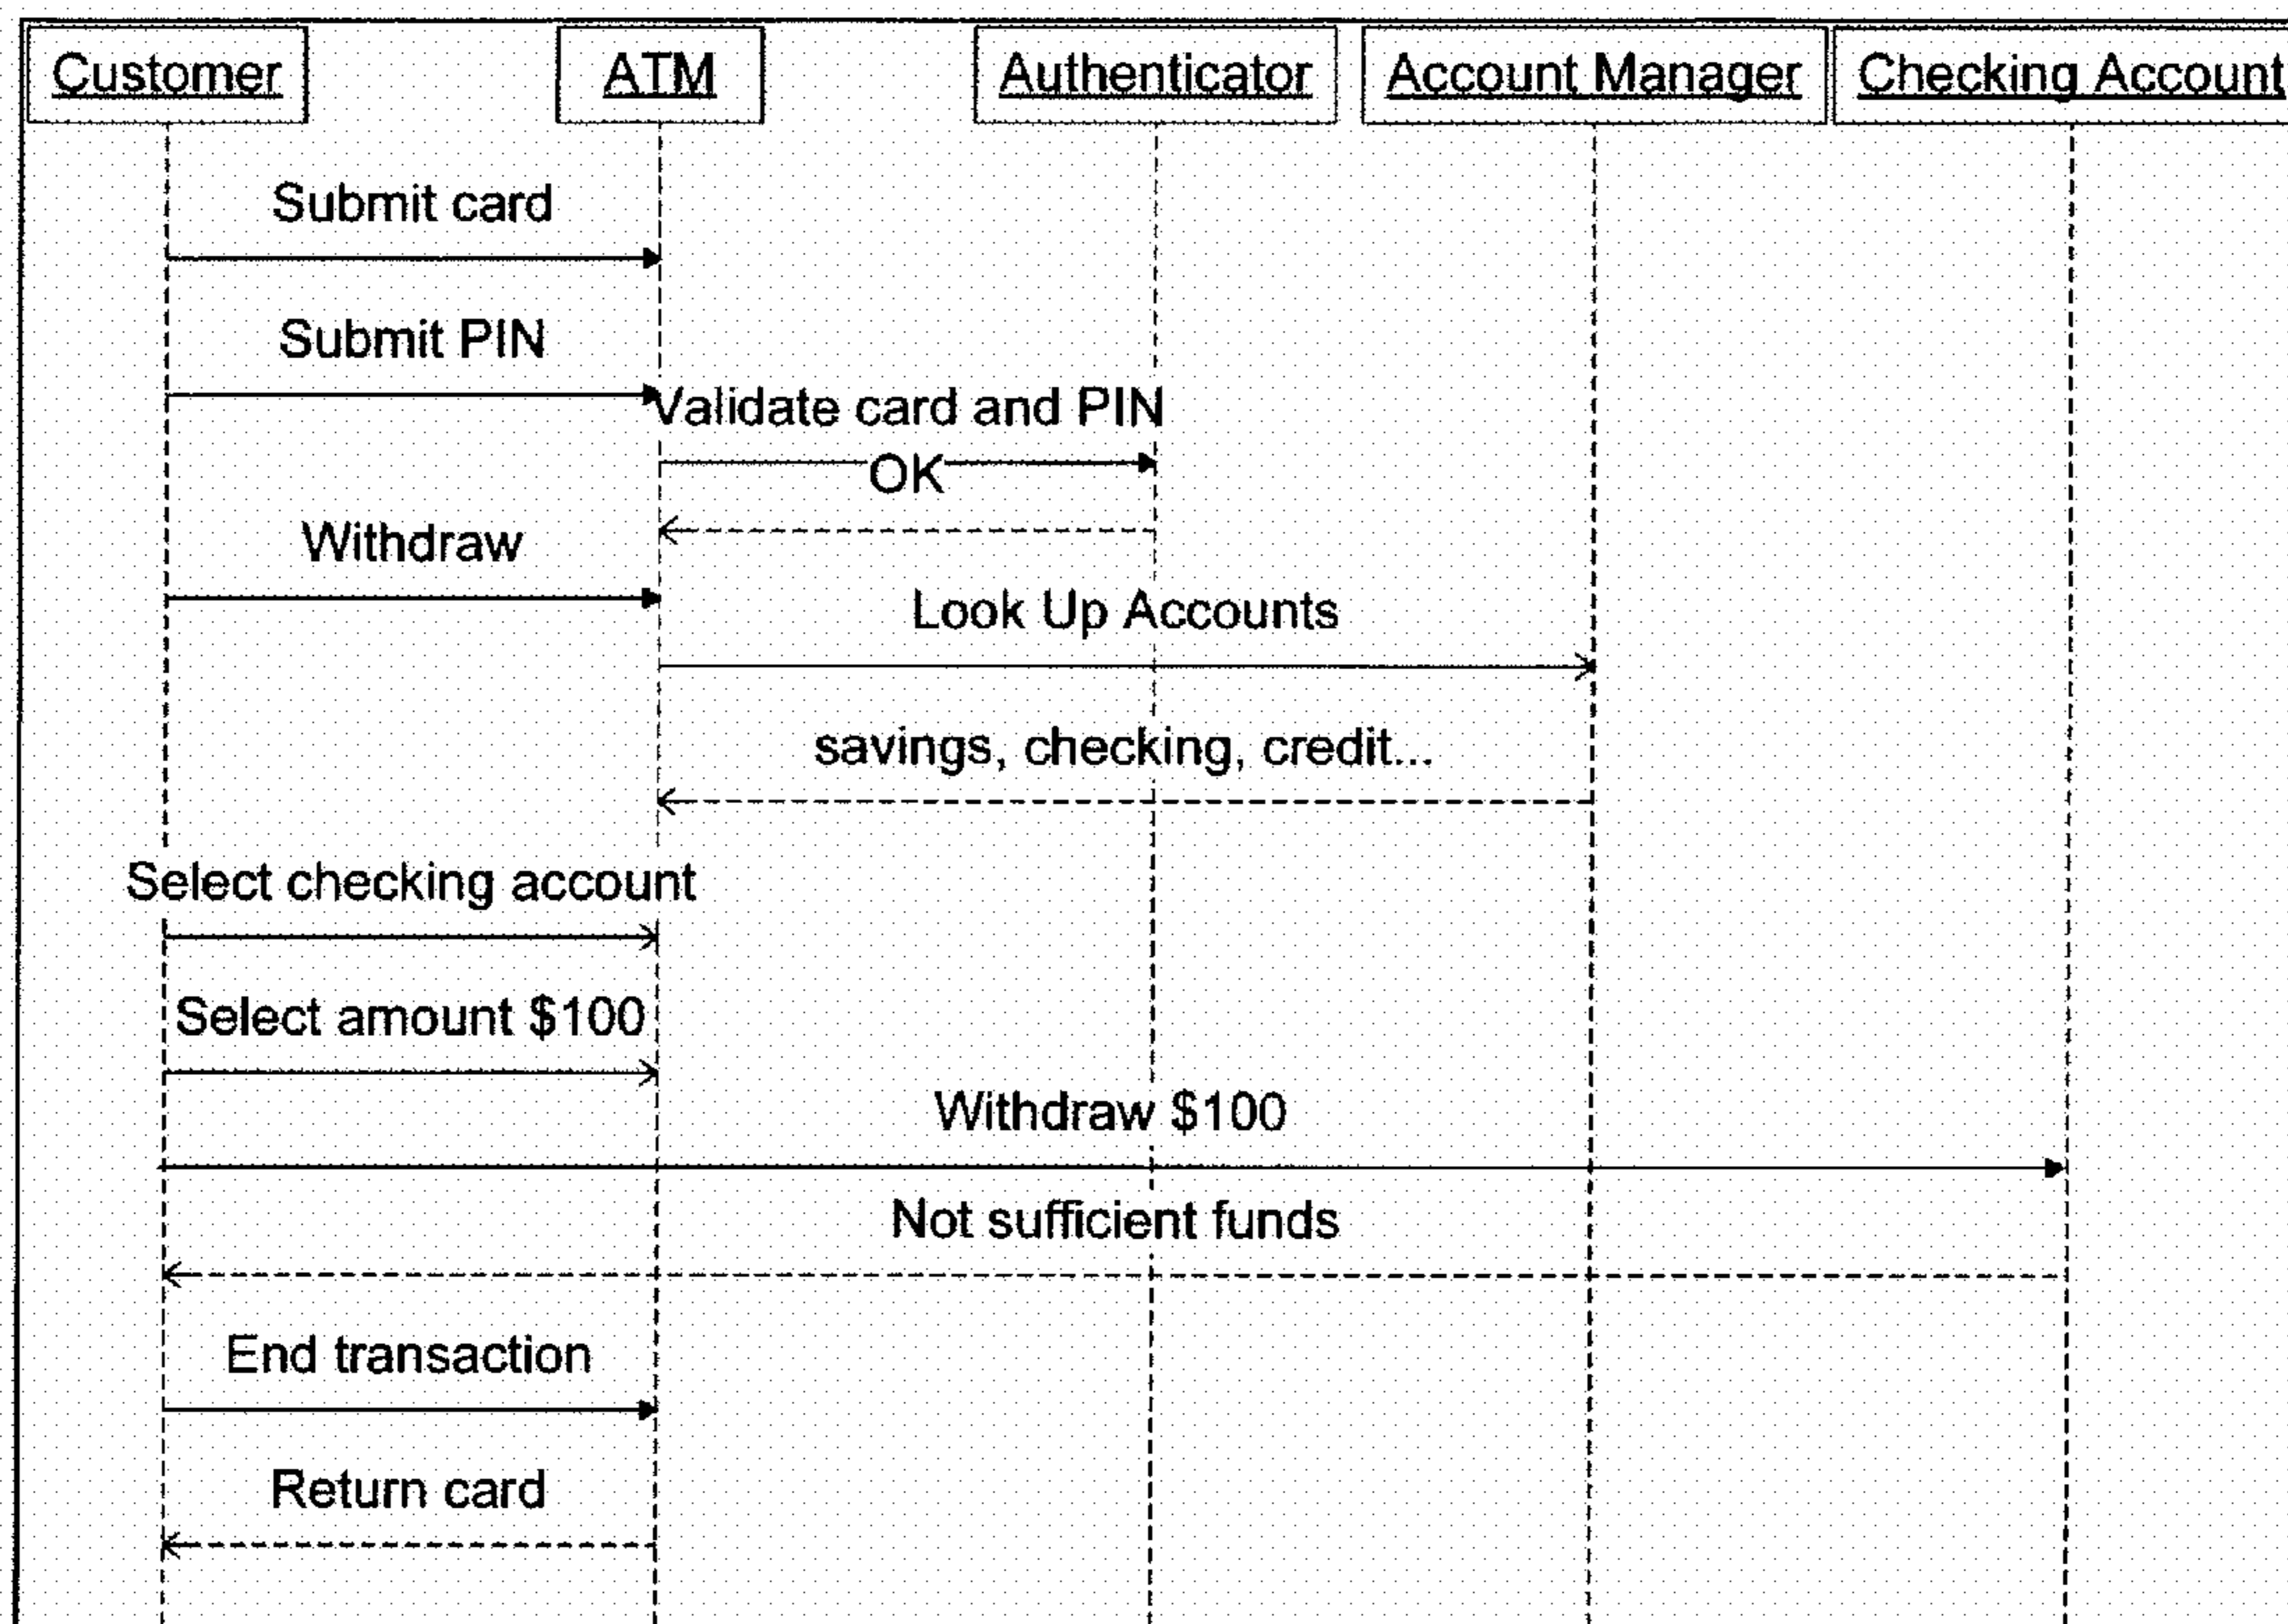 Customer
ATM
Authenticator
Account Manager
Checking Account
Submit card
Submit PIN
Validate card and PIN
OK
Withdraw
Look Up Accounts
savings, checking, credit...
Select checking account
Select amount $100
Withdraw $100
Not sufficient funds
End transaction
Return card